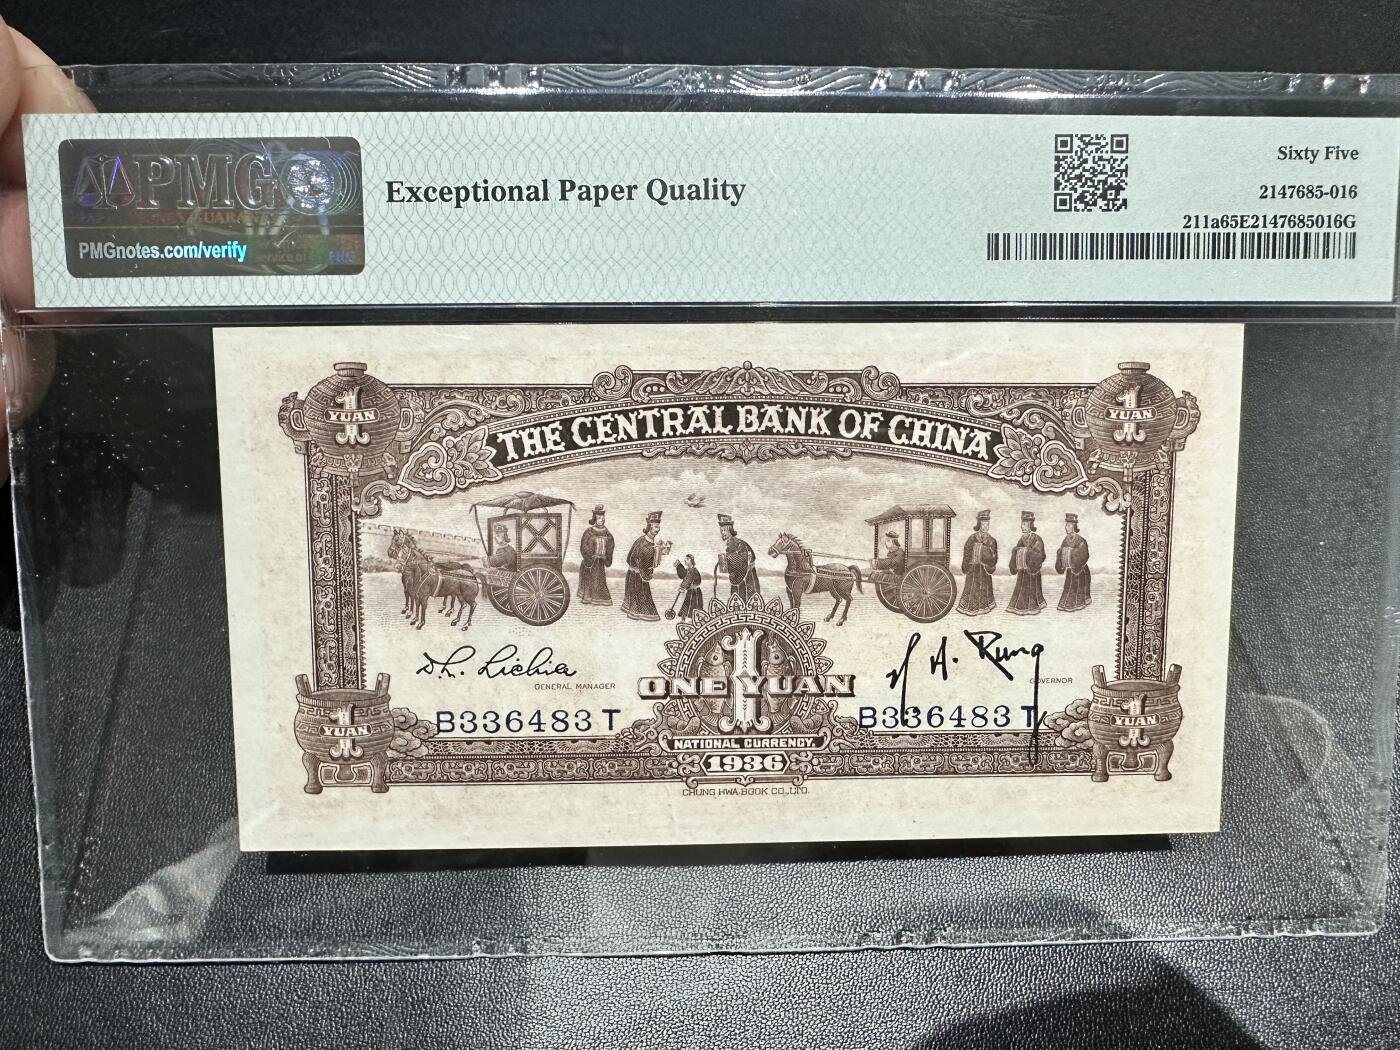 PMG
PMGnotes.com/verify
Exceptional Paper Quality
Sixty Five
2147685-016
211a65E2147685016G
1 YUAN
1 YUAN
THE CENTRAL BANK OF CHINA
GENERAL MANAGER
GOVERNOR
1
ONE YUAN
B336483 T
B336483 T
1 YUAN
1 YUAN
NATIONAL CURRENCY.
1936
CHUNG HWA BOOK CO.,LTD.